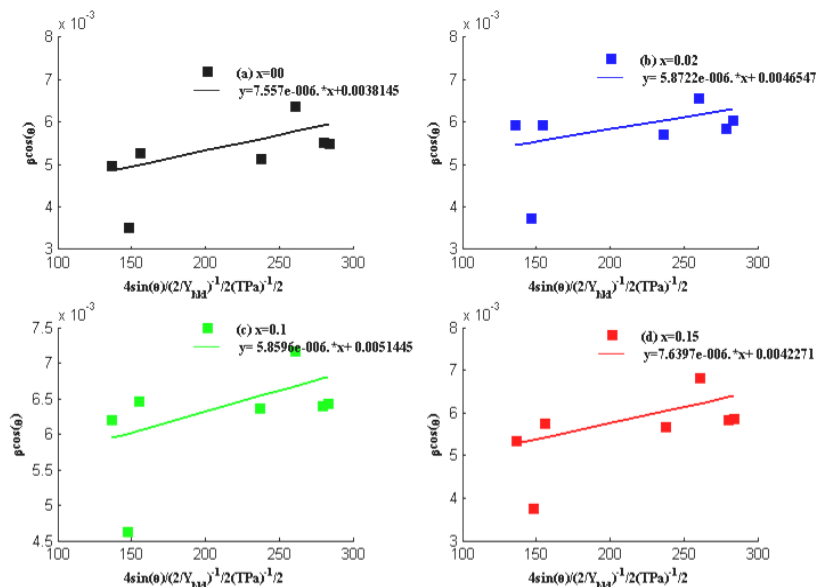 x 10⁻³
8
7
6
5
4
3
100 150 200 250 300
βcos(θ)
4sin(θ)/(2/Y_hkl)^-1/2(TPa)^-1/2
(a) x=00
y=7.557e-006.*x+0.0038145
x 10⁻³
8
7
6
5
4
3
100 150 200 250 300
βcos(θ)
4sin(θ)/(2/Y_hkl)^-1/2(TPa)^-1/2
(b) x=0.02
y= 5.8722e-006.*x+0.0046547
x 10⁻³
7.5
7
6.5
6
5.5
5
4.5
100 150 200 250 300
βcos(θ)
4sin(θ)/(2/Y_hkl)^-1/2(TPa)^-1/2
(c) x=0.1
y= 5.8596e-006.*x+ 0.0051445
x 10⁻³
8
7
6
5
4
3
100 150 200 250 300
βcos(θ)
4sin(θ)/(2/Y_hkl)^-1/2(TPa)^-1/2
(d) x=0.15
y=7.6397e-006.*x+ 0.0042271